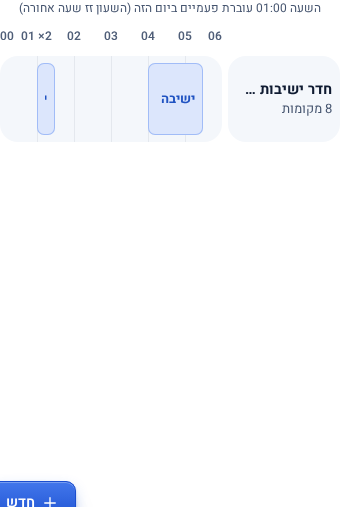 השעה 01:00 עוברת פעמיים ביום הזה (השעון זז שעה אחורה)
00 01 ×2 02 03 04 05 06
חדר ישיבות ...
8 מקומות
י
ישיבה
חדש